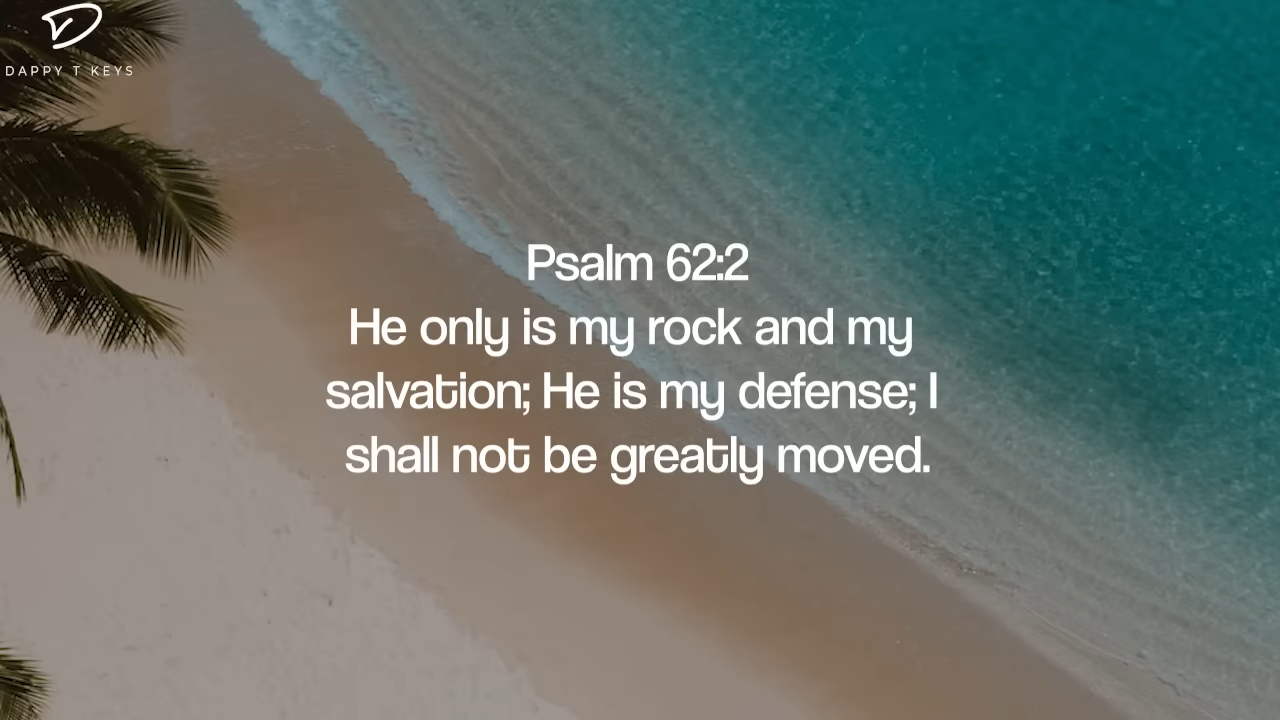 DAPPY T KEYS
Psalm 62:2
He only is my rock and my
salvation; He is my defense; I
shall not be greatly moved.